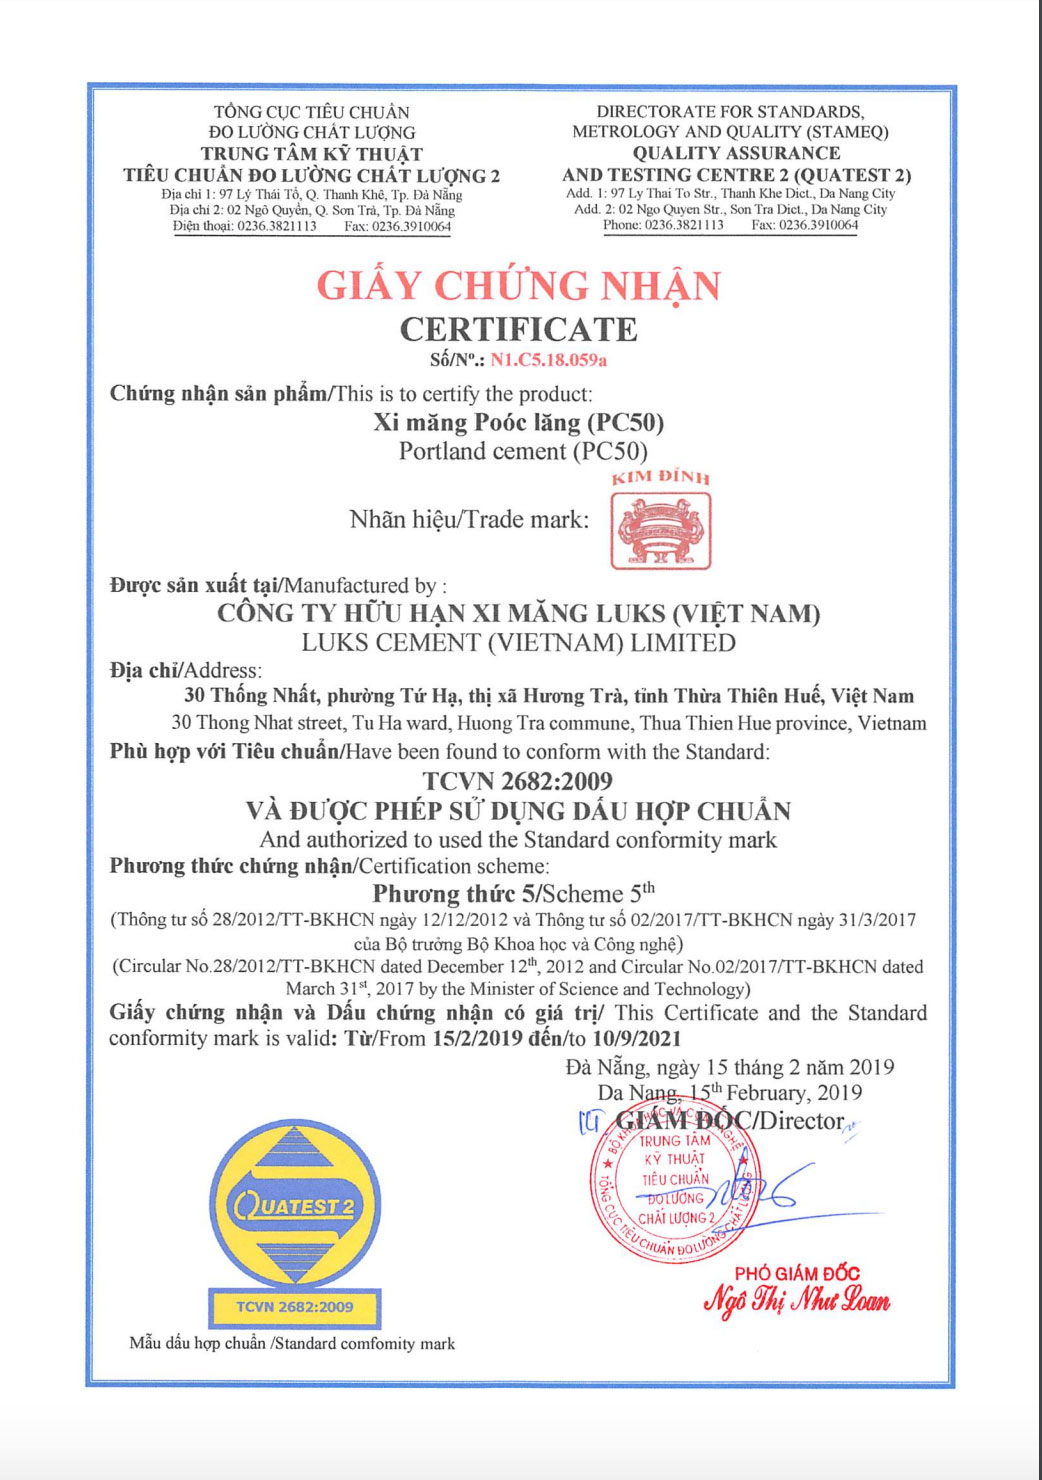 TỔNG CỤC TIÊU CHUẨN
ĐO LƯỜNG CHẤT LƯỢNG
TRUNG TÂM KỸ THUẬT
TIÊU CHUẨN ĐO LƯỜNG CHẤT LƯỢNG 2
Địa chỉ 1: 97 Lý Thái Tổ, Q. Thanh Khê, Tp. Đà Nẵng
Địa chỉ 2: 02 Ngô Quyền, Q. Sơn Trà, Tp. Đà Nẵng
Điện thoại: 0236.3821113 Fax: 0236.3910064
DIRECTORATE FOR STANDARDS,
METROLOGY AND QUALITY (STAMEQ)
QUALITY ASSURANCE
AND TESTING CENTRE 2 (QUATEST 2)
Add. 1: 97 Ly Thai To Str., Thanh Khe Dict., Da Nang City
Add. 2: 02 Ngo Quyen Str., Son Tra Dict., Da Nang City
Phone: 0236.3821113 Fax: 0236.3910064
GIẤY CHỨNG NHẬN
CERTIFICATE
Số/Nº.: N1.C5.18.059a
Chứng nhận sản phẩm/This is to certify the product:
Xi măng Poóc lăng (PC50)
Portland cement (PC50)
KIM ĐỈNH
Nhãn hiệu/Trade mark:
Được sản xuất tại/Manufactured by :
CÔNG TY HỮU HẠN XI MĂNG LUKS (VIỆT NAM)
LUKS CEMENT (VIETNAM) LIMITED
Địa chỉ/Address:
30 Thống Nhất, phường Tứ Hạ, thị xã Hương Trà, tỉnh Thừa Thiên Huế, Việt Nam
30 Thong Nhat street, Tu Ha ward, Huong Tra commune, Thua Thien Hue province, Vietnam
Phù hợp với Tiêu chuẩn/Have been found to conform with the Standard:
TCVN 2682:2009
VÀ ĐƯỢC PHÉP SỬ DỤNG DẤU HỢP CHUẨN
And authorized to used the Standard conformity mark
Phương thức chứng nhận/Certification scheme:
Phương thức 5/Scheme 5th
(Thông tư số 28/2012/TT-BKHCN ngày 12/12/2012 và Thông tư số 02/2017/TT-BKHCN ngày 31/3/2017
của Bộ trưởng Bộ Khoa học và Công nghệ)
(Circular No.28/2012/TT-BKHCN dated December 12th, 2012 and Circular No.02/2017/TT-BKHCN dated
March 31st, 2017 by the Minister of Science and Technology)
Giấy chứng nhận và Dấu chứng nhận có giá trị/ This Certificate and the Standard
conformity mark is valid: Từ/From 15/2/2019 đến/to 10/9/2021
Đà Nẵng, ngày 15 tháng 2 năm 2019
Da Nang, 15th February, 2019
GIÁM ĐỐC/Director
BỘ KHOA HỌC VÀ CÔNG NGHỆ
TRUNG TÂM
KỸ THUẬT
TIÊU CHUẨN
ĐO LƯỜNG
CHẤT LƯỢNG 2
TỔNG CỤC TIÊU CHUẨN ĐO LƯỜNG CHẤT LƯỢNG
PHÓ GIÁM ĐỐC
Ngô Thị Như Loan
QUATEST 2
TCVN 2682:2009
Mẫu dấu hợp chuẩn /Standard comfomity mark